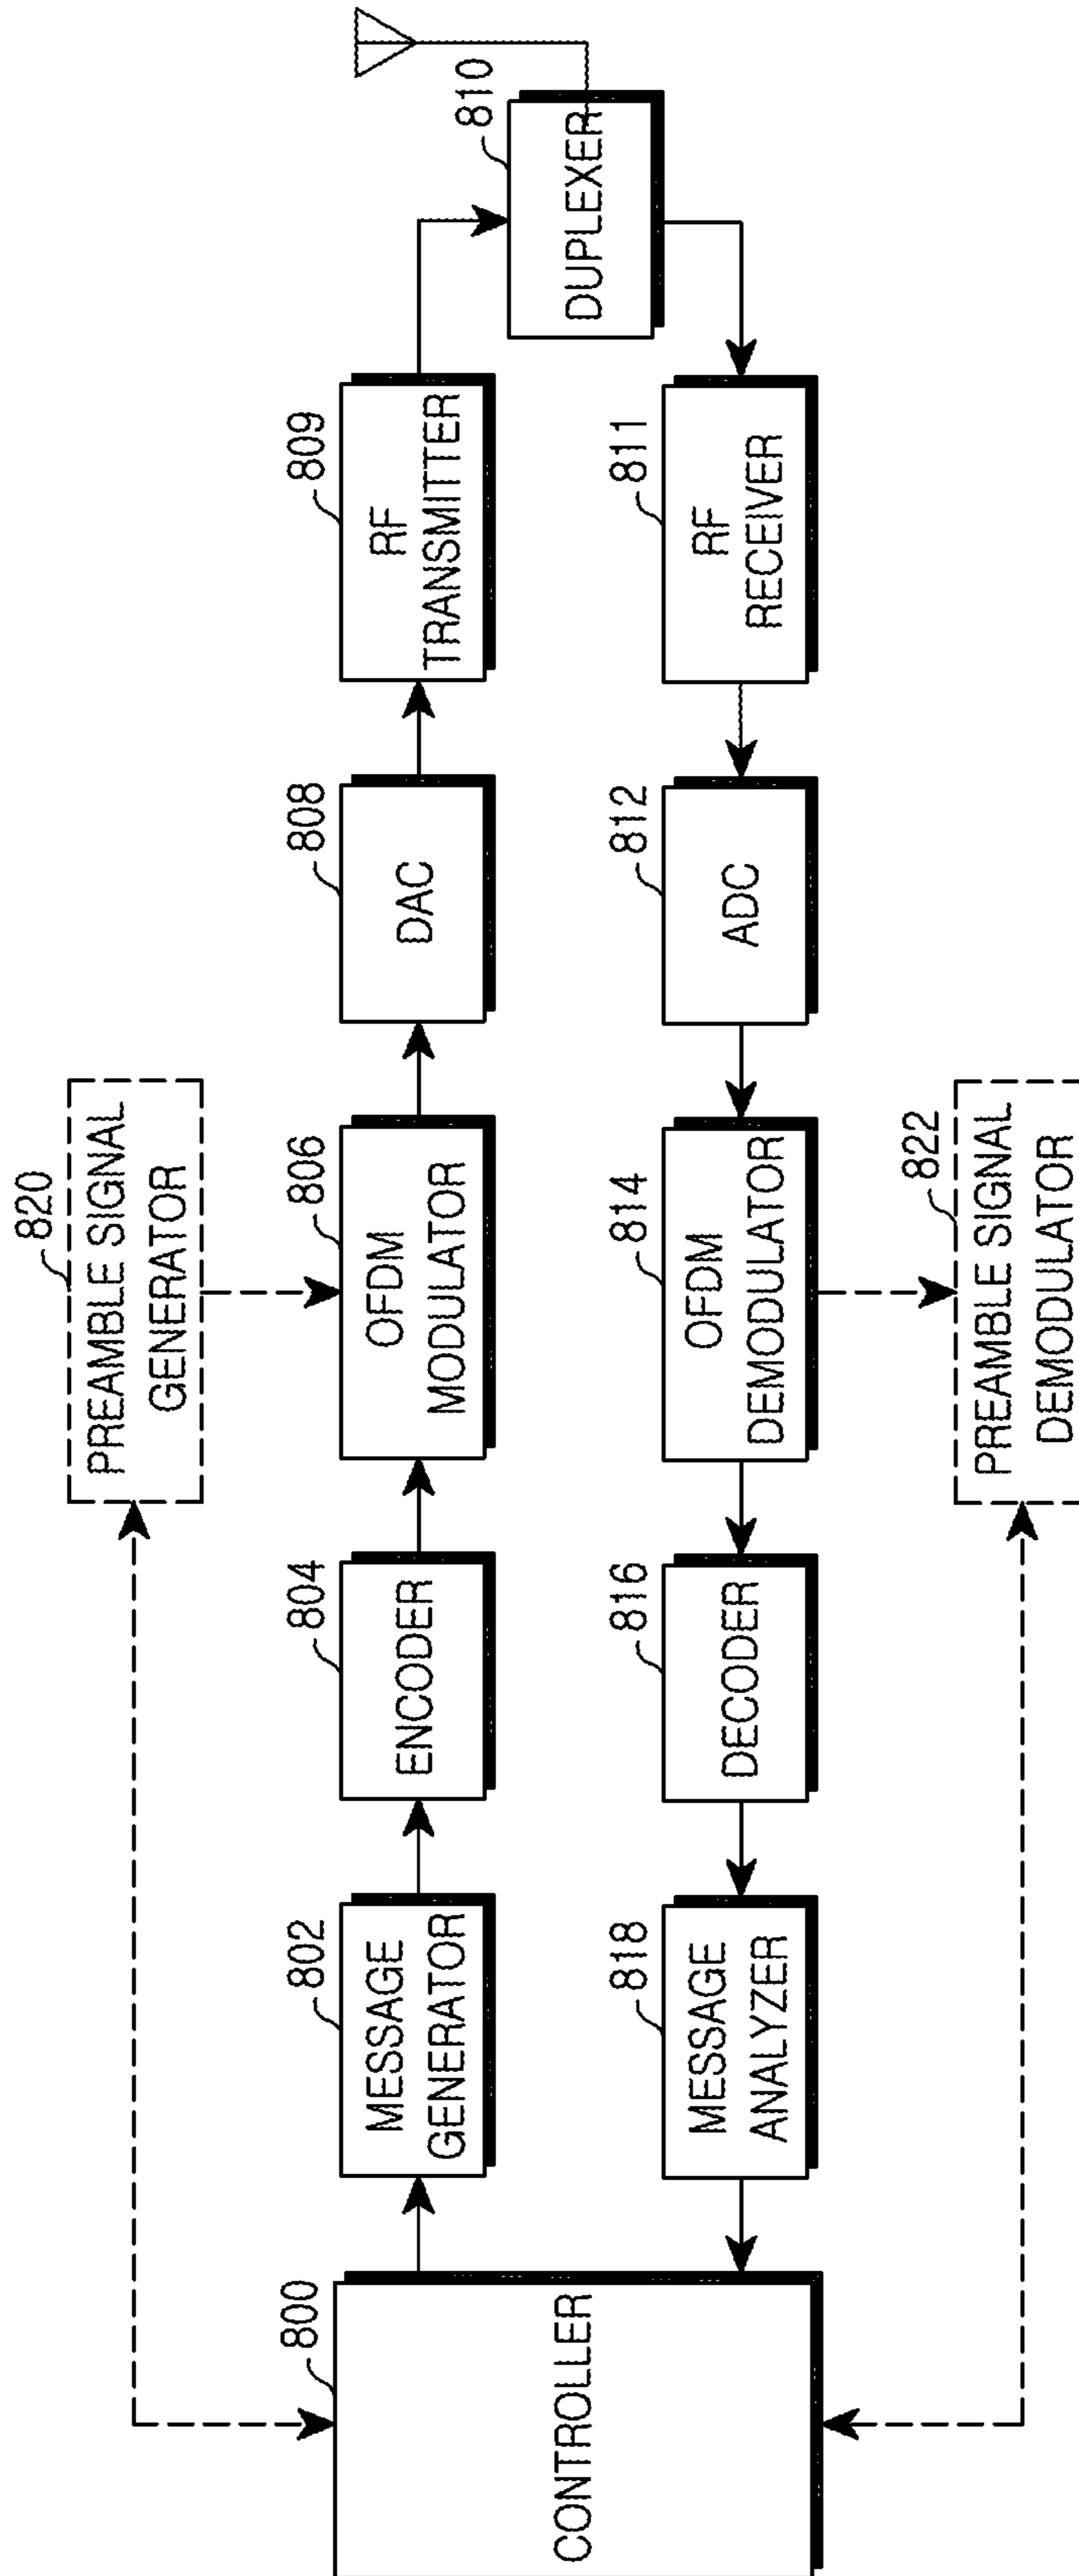 820
PREAMBLE SIGNAL
GENERATOR
800
CONTROLLER
802
MESSAGE
GENERATOR
804
ENCODER
806
OFDM
MODULATOR
808
DAC
809
RF
TRANSMITTER
810
DUPLEXER
818
MESSAGE
ANALYZER
816
DECODER
814
OFDM
DEMODULATOR
812
ADC
811
RF
RECEIVER
822
PREAMBLE SIGNAL
DEMODULATOR